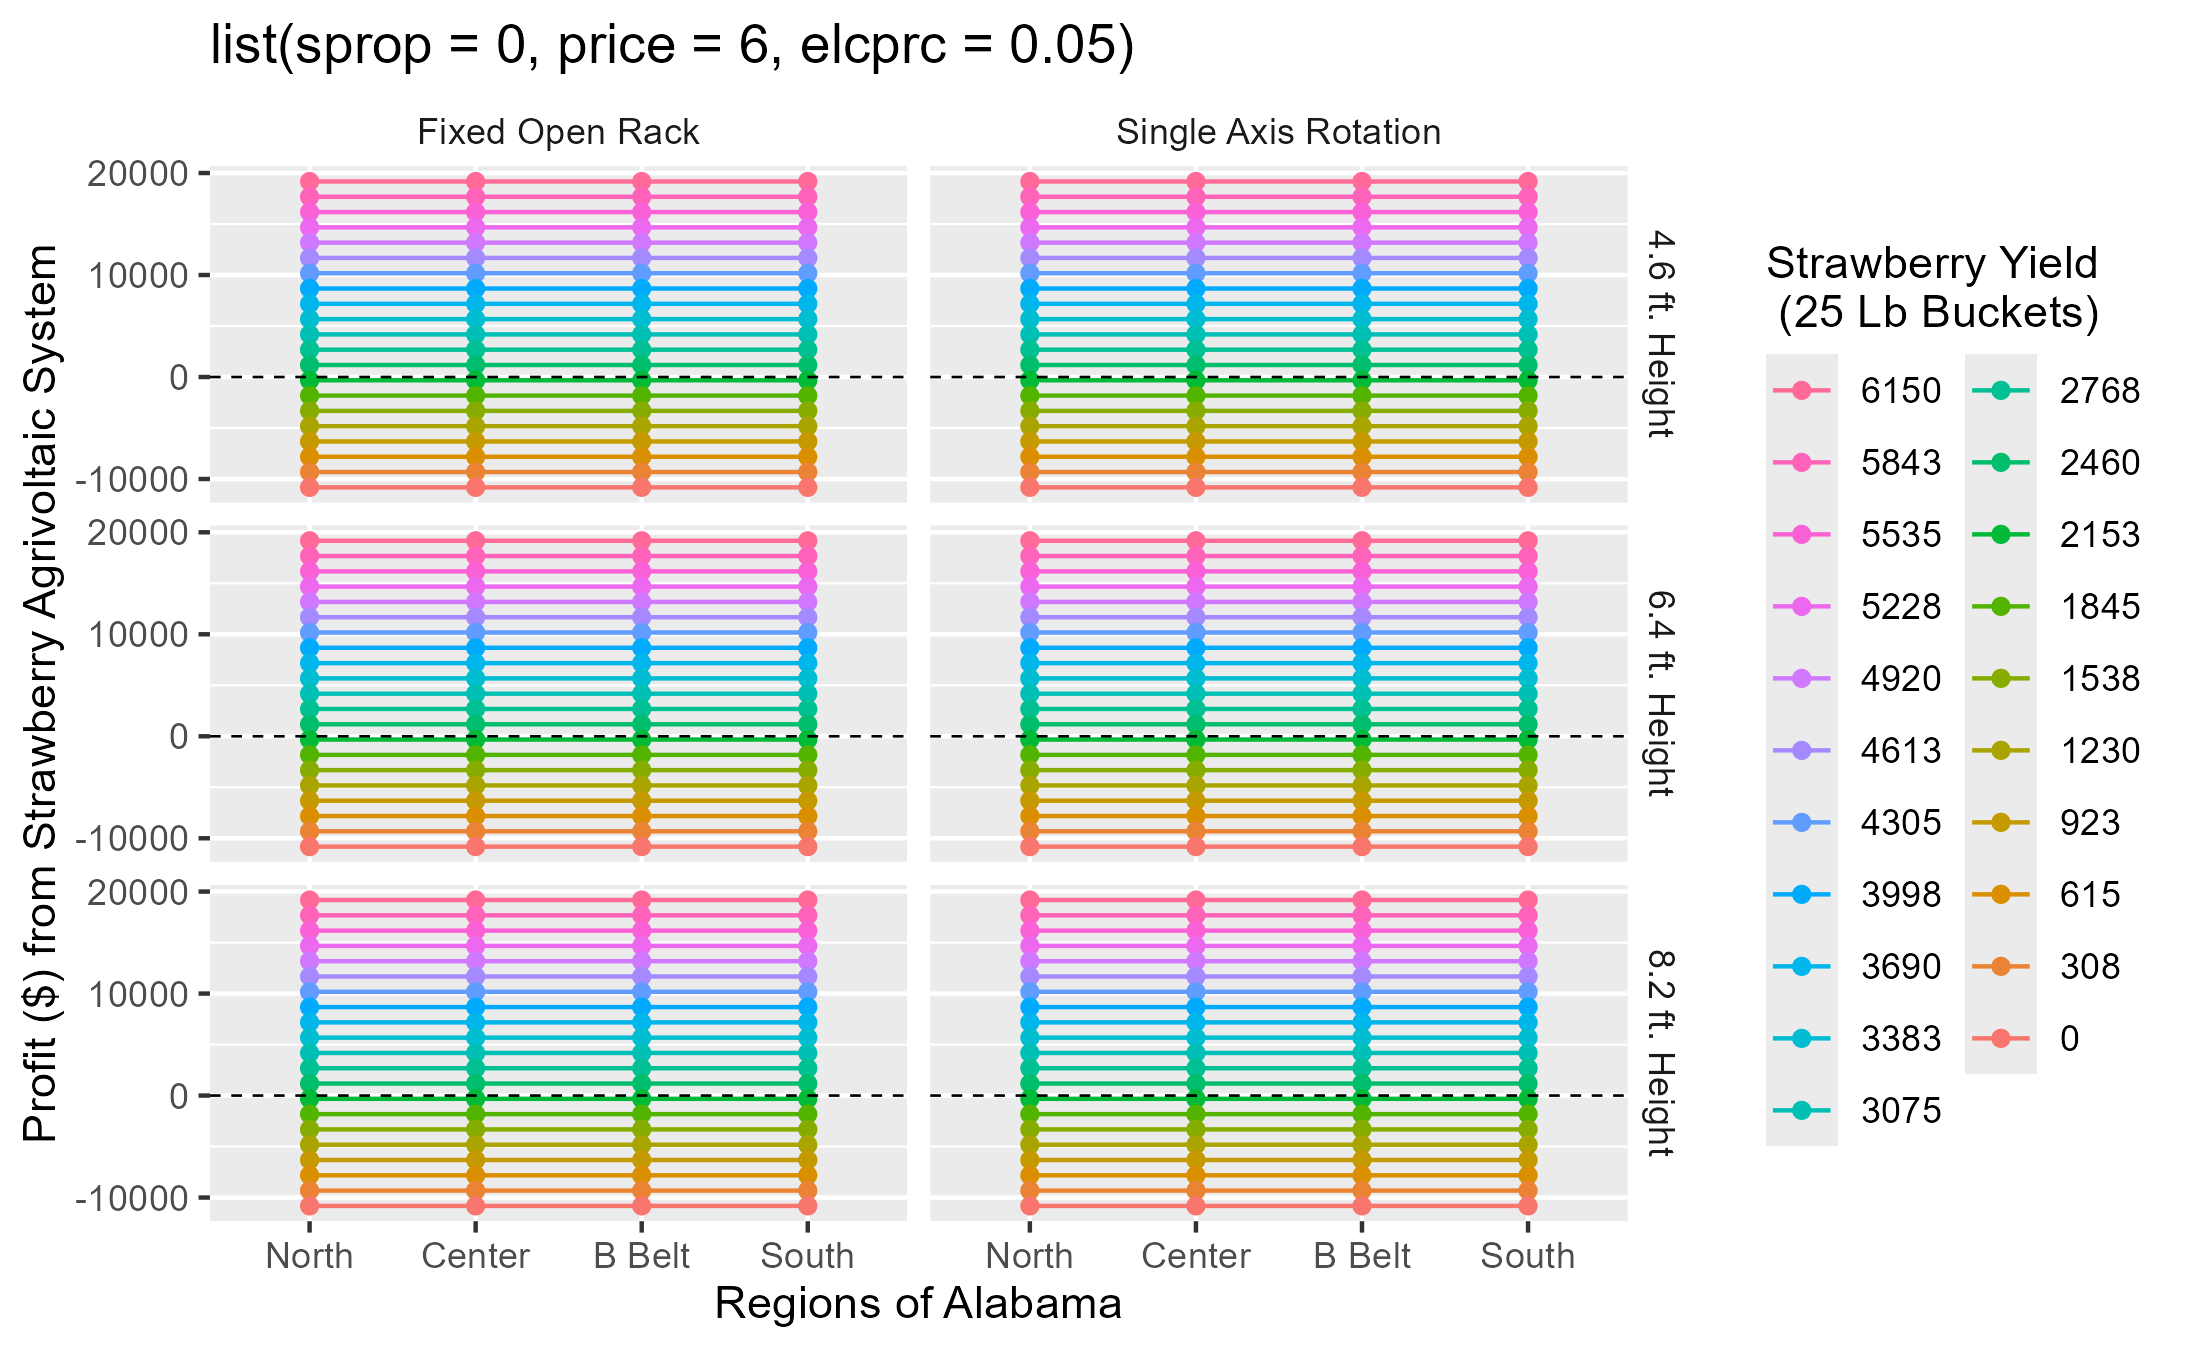 list(sprop = 0, price = 6, elcprc = 0.05)
Fixed Open Rack
Single Axis Rotation
Profit ($) from Strawberry Agrivoltaic System
20000
10000
0
-10000
4.6 ft. Height
20000
10000
0
-10000
6.4 ft. Height
20000
10000
0
-10000
8.2 ft. Height
North Center B Belt South
North Center B Belt South
Regions of Alabama
Strawberry Yield
(25 Lb Buckets)
6150
5843
5535
5228
4920
4613
4305
3998
3690
3383
3075
2768
2460
2153
1845
1538
1230
923
615
308
0